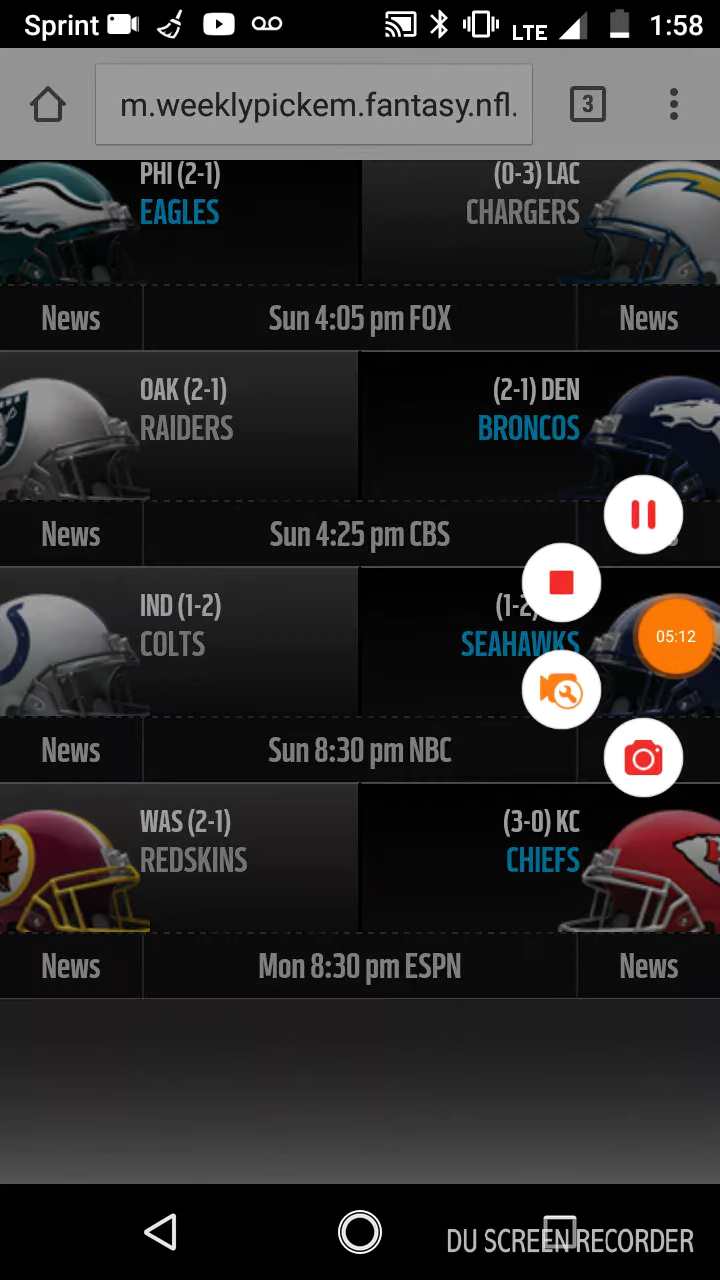 Sprint
LTE
1:58
m.weeklypickem.fantasy.nfl.
3
PHI (2-1)
(0-3) LAC
EAGLES
CHARGERS
News
Sun 4:05 pm FOX
News
OAK (2-1)
(2-1) DEN
RAIDERS
BRONCOS
News
Sun 4:25 pm CBS
IND (1-2)
(1-2)
COLTS
SEAHAWKS
05:12
News
Sun 8:30 pm NBC
WAS (2-1)
(3-0) KC
REDSKINS
CHIEFS
News
Mon 8:30 pm ESPN
News
DU SCREEN RECORDER